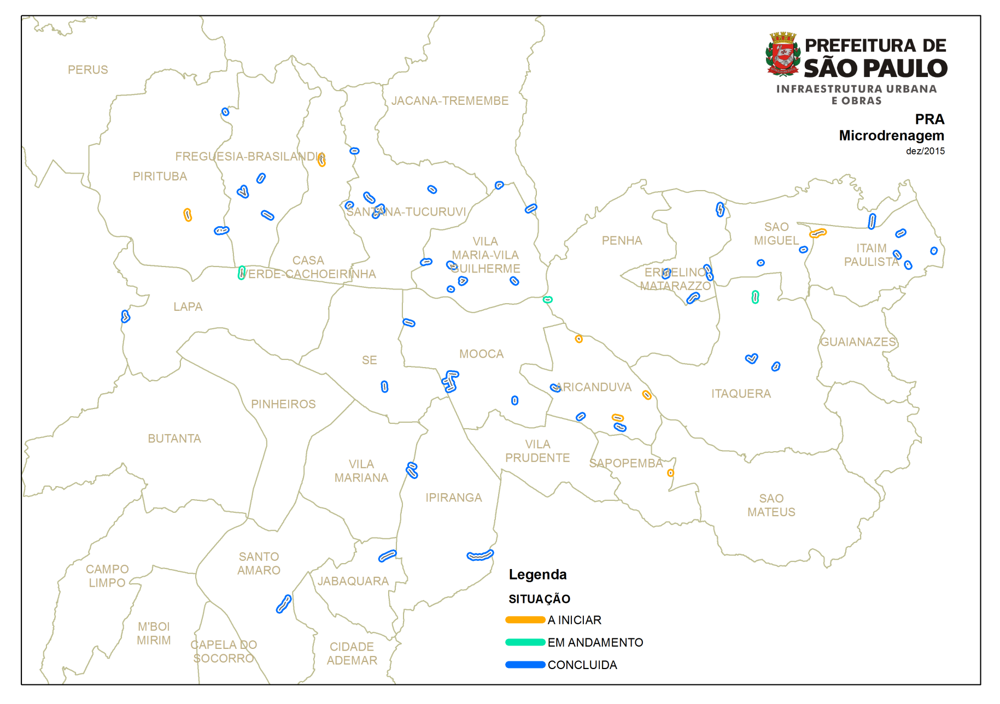 PREFEITURA DE
SÃO PAULO
INFRAESTRUTURA URBANA
E OBRAS
PRA
Microdrenagem
dez/2015
PERUS
JACANA-TREMEMBE
FREGUESIA-BRASILANDIA
PIRITUBA
SANTANA-TUCURUVI
CASA
VERDE-CACHOEIRINHA
VILA
MARIA-VILA
GUILHERME
PENHA
SAO
MIGUEL
ITAIM
PAULISTA
ERMELINO
MATARAZZO
LAPA
GUAIANAZES
MOOCA
SE
ARICANDUVA
ITAQUERA
PINHEIROS
BUTANTA
VILA
PRUDENTE
SAPOPEMBA
VILA
MARIANA
IPIRANGA
SAO
MATEUS
SANTO
AMARO
CAMPO
LIMPO
JABAQUARA
M'BOI
MIRIM
CAPELA DO
SOCORRO
CIDADE
ADEMAR
Legenda
SITUAÇÃO
A INICIAR
EM ANDAMENTO
CONCLUIDA